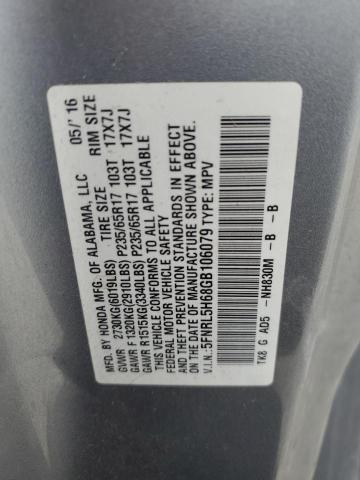 MFD. BY HONDA MFG. OF ALABAMA, LLC 05/'16
TIRE SIZE RIM SIZE
GVWR 2730KG(6019LBS)
GAWR F 1320KG(2910LBS) P235/65R17 103T 17X7J
GAWR R 1515KG(3340LBS) P235/65R17 103T 17X7J
THIS VEHICLE CONFORMS TO ALL APPLICABLE
FEDERAL MOTOR VEHICLE SAFETY
AND THEFT PREVENTION STANDARDS IN EFFECT
ON THE DATE OF MANUFACTURE SHOWN ABOVE.
V.I.N.: 5FNRL5H68GB106079 TYPE: MPV
TK8 G AD5 -NH830M -B -B